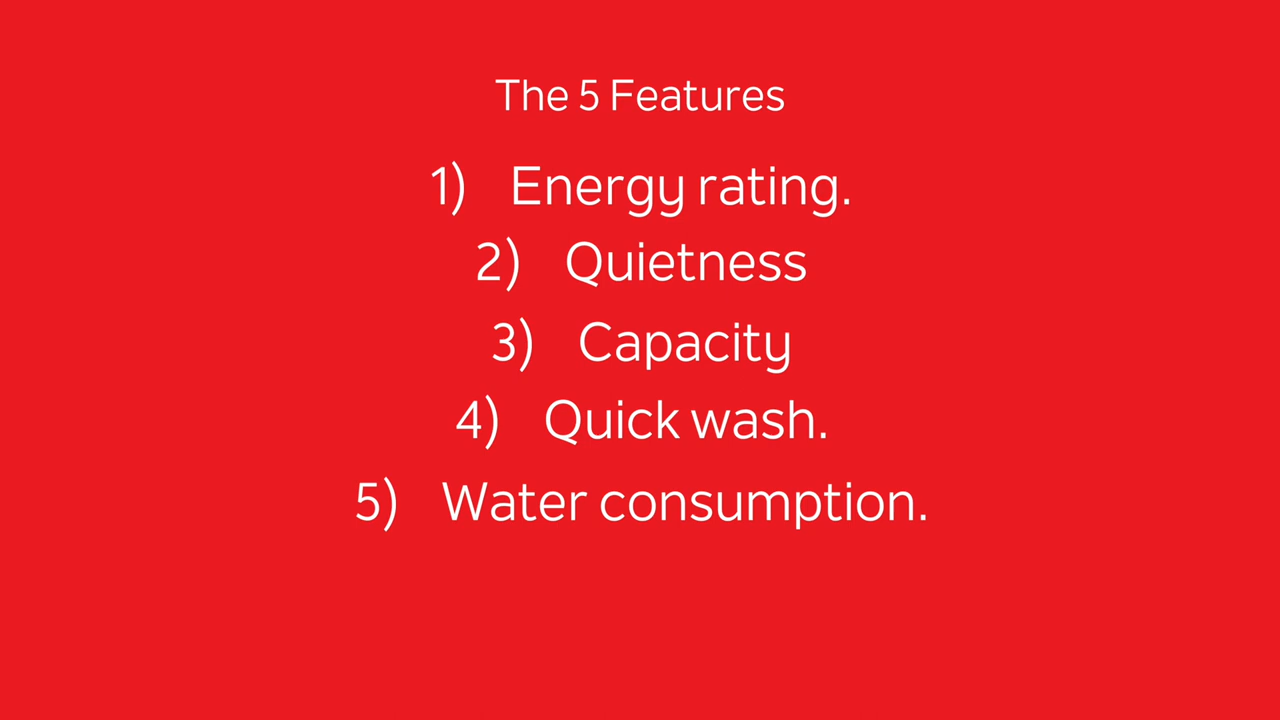 The 5 Features
1) Energy rating.
2) Quietness
3) Capacity
4) Quick wash.
5) Water consumption.